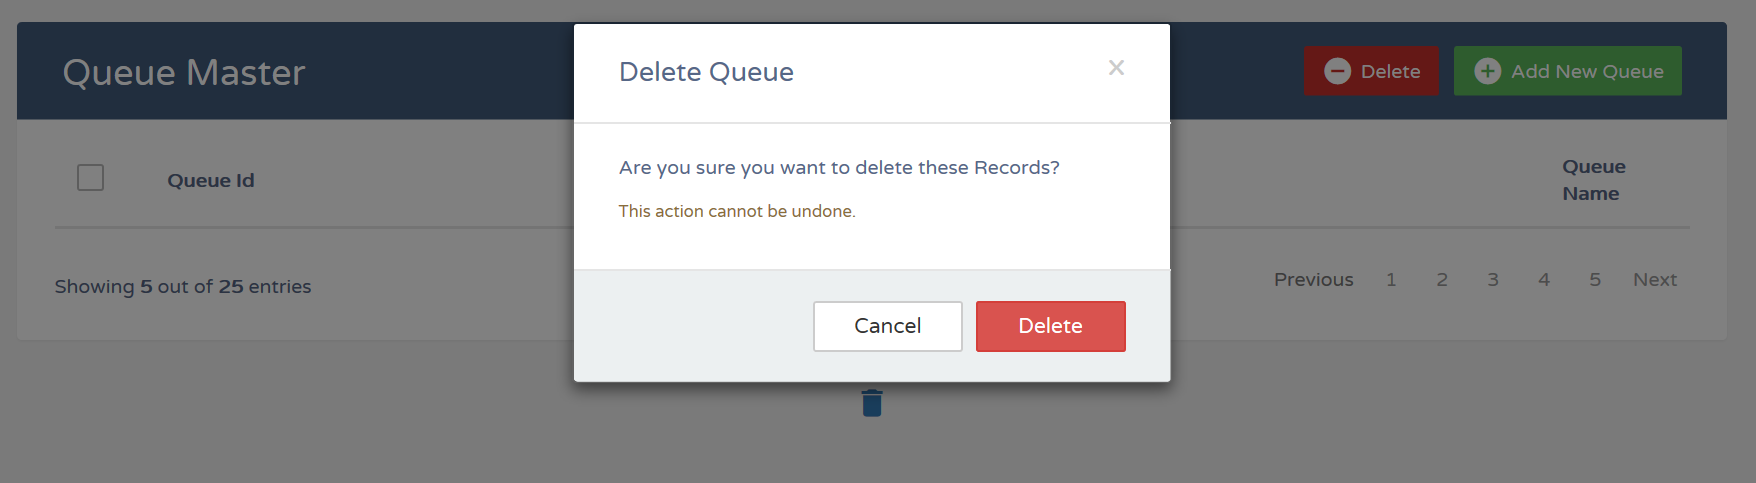 Queue Master
Delete
Add New Queue
Delete Queue
×
Are you sure you want to delete these Records?
This action cannot be undone.
Cancel
Delete
Queue Id
Queue
Name
Showing 5 out of 25 entries
Previous 1 2 3 4 5 Next